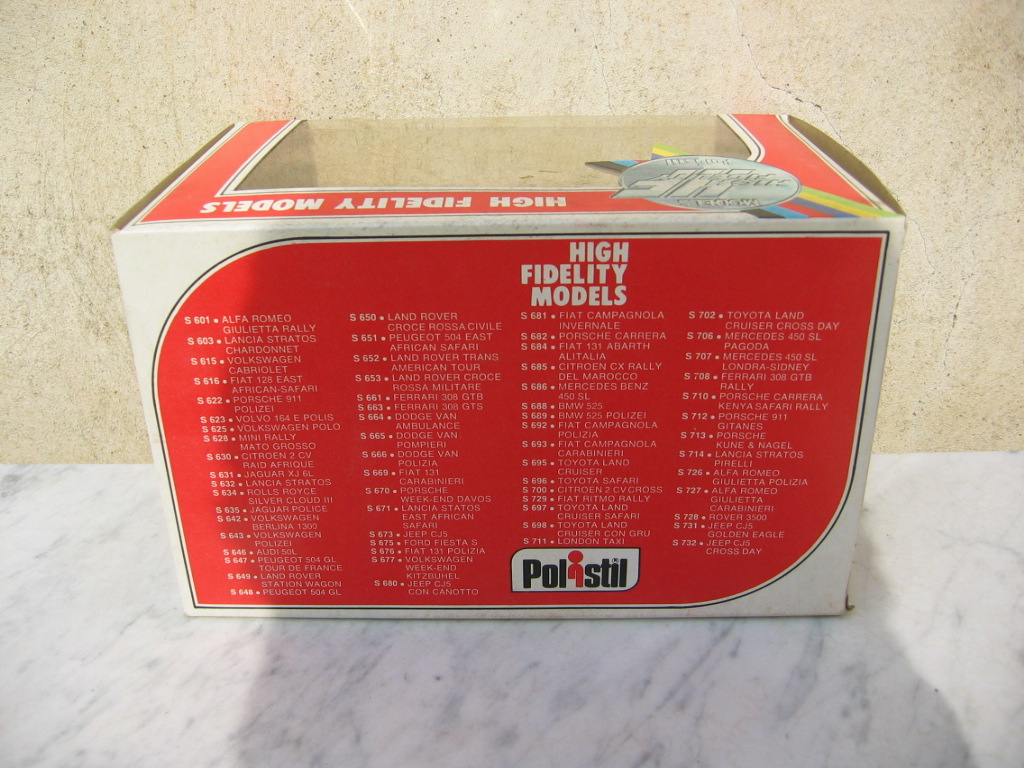 HIGH FIDELITY MODELS
MODELS
HIGH
FIDELITY
MODELS
S 601 • ALFA ROMEO
GIULIETTA RALLY
S 603 • LANCIA STRATOS
CHARDONNET
S 615 • VOLKSWAGEN
CABRIOLET
S 616 • FIAT 128 EAST
AFRICAN-SAFARI
S 622 • PORSCHE 911
POLIZEI
S 623 • VOLVO 164 E POLIS
S 625 • VOLKSWAGEN POLO
S 628 • MINI RALLY
MATO GROSSO
S 630 • CITROEN 2 CV
RAID AFRIQUE
S 631 • JAGUAR XJ 6L
S 632 • LANCIA STRATOS
S 634 • ROLLS ROYCE
SILVER CLOUD III
S 635 • JAGUAR POLICE
S 642 • VOLKSWAGEN
BERLINA 1300
S 643 • VOLKSWAGEN
POLIZEI
S 646 • AUDI 50L
S 647 • PEUGEOT 504 GL
TOUR DE FRANCE
S 649 • LAND ROVER
STATION WAGON
S 648 • PEUGEOT 504 GL
S 650 • LAND ROVER
CROCE ROSSA CIVILE
S 651 • PEUGEOT 504 EAST
AFRICAN SAFARI
S 652 • LAND ROVER TRANS
AMERICAN TOUR
S 653 • LAND ROVER CROCE
ROSSA MILITARE
S 661 • FERRARI 308 GTB
S 663 • FERRARI 308 GTS
S 664 • DODGE VAN
AMBULANCE
S 665 • DODGE VAN
POMPIERI
S 666 • DODGE VAN
POLIZIA
S 669 • FIAT 131
CARABINIERI
S 670 • PORSCHE
WEEK-END DAVOS
S 671 • LANCIA STATOS
EAST AFRICAN
SAFARI
S 673 • JEEP CJ5
S 675 • FORD FIESTA S
S 676 • FIAT 131 POLIZIA
S 677 • VOLKSWAGEN
WEEK-END
KITZBUHEL
S 680 • JEEP CJ5
CON CANOTTO
S 681 • FIAT CAMPAGNOLA
INVERNALE
S 682 • PORSCHE CARRERA
S 684 • FIAT 131 ABARTH
ALITALIA
S 685 • CITROEN CX RALLY
DEL MAROCCO
S 686 • MERCEDES BENZ
450 SL
S 688 • BMW 525
S 689 • BMW 525 POLIZEI
S 692 • FIAT CAMPAGNOLA
POLIZIA
S 693 • FIAT CAMPAGNOLA
CARABINIERI
S 695 • TOYOTA LAND
CRUISER
S 696 • TOYOTA SAFARI
S 700 • CITROEN 2 CV CROSS
S 729 • FIAT RITMO RALLY
S 697 • TOYOTA LAND
CRUISER SAFARI
S 698 • TOYOTA LAND
CRUISER CON GRU
S 711 • LONDON TAXI
S 702 • TOYOTA LAND
CRUISER CROSS DAY
S 706 • MERCEDES 450 SL
PAGODA
S 707 • MERCEDES 450 SL
LONDRA-SIDNEY
S 708 • FERRARI 308 GTB
RALLY
S 710 • PORSCHE CARRERA
KENYA SAFARI RALLY
S 712 • PORSCHE 911
GITANES
S 713 • PORSCHE
KUNE & NAGEL
S 714 • LANCIA STRATOS
PIRELLI
S 726 • ALFA ROMEO
GIULIETTA POLIZIA
S 727 • ALFA ROMEO
GIULIETTA
CARABINIERI
S 728 • ROVER 3500
S 731 • JEEP CJ5
GOLDEN EAGLE
S 732 • JEEP CJ5
CROSS DAY
Polistil